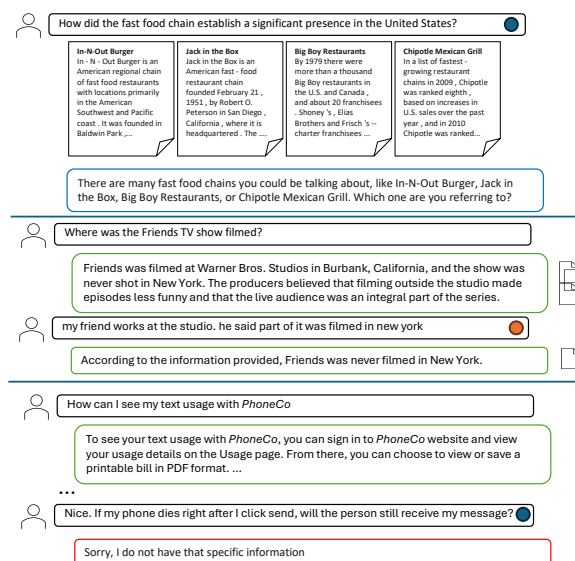 How did the fast food chain establish a significant presence in the United States?
In-N-Out Burger
In - N - Out Burger is an
American regional chain
of fast food restaurants
with locations primarily
in the American
Southwest and Pacific
coast . It was founded in
Baldwin Park ,...
Jack in the Box
Jack in the Box is an
American fast - food
restaurant chain
founded February 21 ,
1951 , by Robert O.
Peterson in San Diego ,
California , where it is
headquartered . The ....
Big Boy Restaurants
By 1979 there were
more than a thousand
Big Boy restaurants in
the U.S. and Canada ,
and about 20 franchisees
. Shoney 's , Elias
Brothers and Frisch 's --
charter franchisees ...
Chipotle Mexican Grill
In a list of fastest -
growing restaurant
chains in 2009 , Chipotle
was ranked eighth ,
based on increases in
U.S. sales over the past
year , and in 2010
Chipotle was ranked...
There are many fast food chains you could be talking about, like In-N-Out Burger, Jack in
the Box, Big Boy Restaurants, or Chipotle Mexican Grill. Which one are you referring to?
Where was the Friends TV show filmed?
Friends was filmed at Warner Bros. Studios in Burbank, California, and the show was
never shot in New York. The producers believed that filming outside the studio made
episodes less funny and that the live audience was an integral part of the series.
my friend works at the studio. he said part of it was filmed in new york
According to the information provided, Friends was never filmed in New York.
How can I see my text usage with PhoneCo
To see your text usage with PhoneCo, you can sign in to PhoneCo website and view
your usage details on the Usage page. From there, you can choose to view or save a
printable bill in PDF format. ...
...
Nice. If my phone dies right after I click send, will the person still receive my message?
Sorry, I do not have that specific information